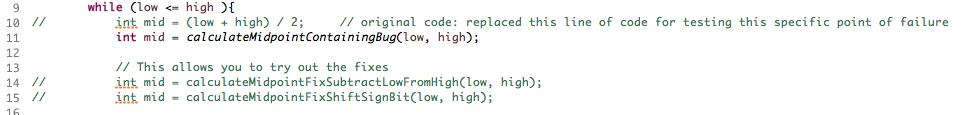 9 while (low <= high ){
10 // int mid = (low + high) / 2; // original code: replaced this line of code for testing this specific point of failure
11 int mid = calculateMidpointContainingBug(low, high);
12
13 // This allows you to try out the fixes
14 // int mid = calculateMidpointFixSubtractLowFromHigh(low, high);
15 // int mid = calculateMidpointFixShiftSignBit(low, high);
16